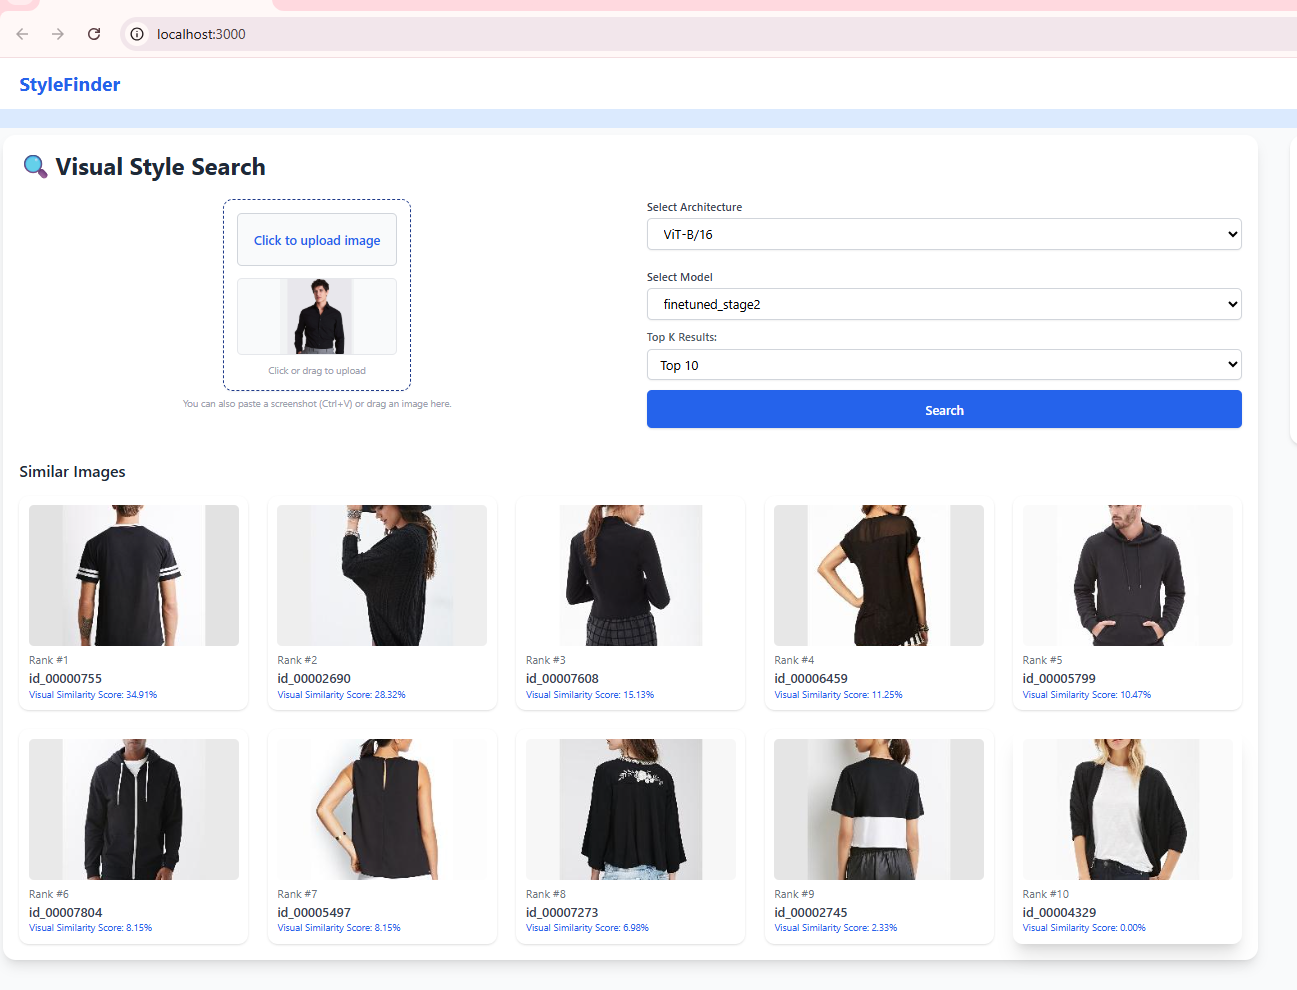 localhost:3000
StyleFinder
Visual Style Search
Click to upload image
Click or drag to upload
You can also paste a screenshot (Ctrl+V) or drag an image here.
Select Architecture
ViT-B/16
Select Model
finetuned_stage2
Top K Results:
Top 10
Search
Similar Images
Rank #1
id_00000755
Visual Similarity Score: 34.91%
Rank #2
id_00002690
Visual Similarity Score: 28.32%
Rank #3
id_00007608
Visual Similarity Score: 15.13%
Rank #4
id_00006459
Visual Similarity Score: 11.25%
Rank #5
id_00005799
Visual Similarity Score: 10.47%
Rank #6
id_00007804
Visual Similarity Score: 8.15%
Rank #7
id_00005497
Visual Similarity Score: 8.15%
Rank #8
id_00007273
Visual Similarity Score: 6.98%
Rank #9
id_00002745
Visual Similarity Score: 2.33%
Rank #10
id_00004329
Visual Similarity Score: 0.00%